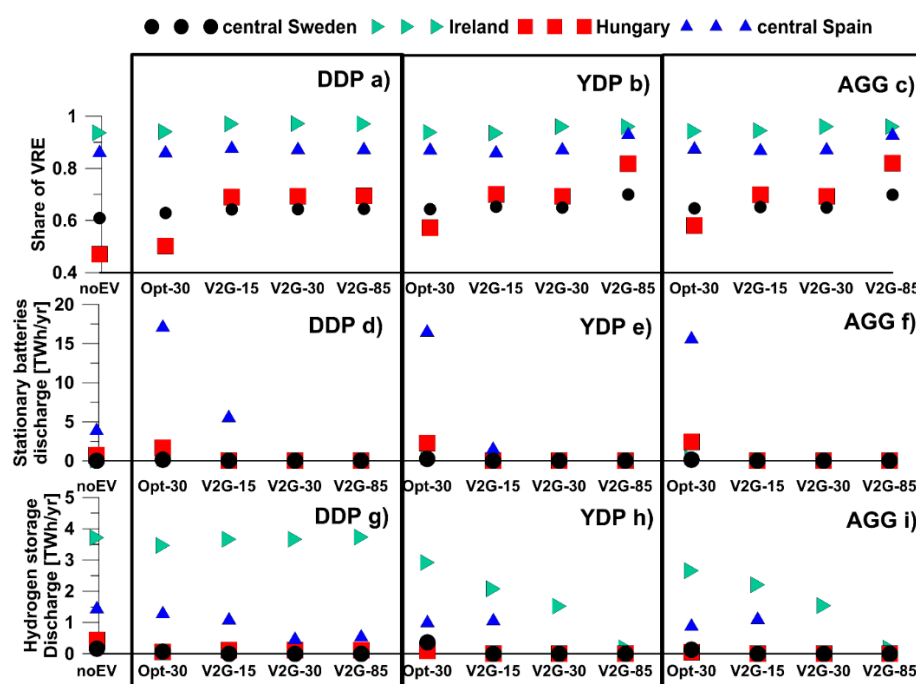 central Sweden Ireland Hungary central Spain
DDP a) YDP b) AGG c)
Share of VRE
1
0.8
0.6
0.4
noEV Opt-30 V2G-15 V2G-30 V2G-85 Opt-30 V2G-15 V2G-30 V2G-85 Opt-30 V2G-15 V2G-30 V2G-85
DDP d) YDP e) AGG f)
Stationary batteries
discharge [TWh/yr]
20
15
10
5
0
noEV Opt-30 V2G-15 V2G-30 V2G-85 Opt-30 V2G-15 V2G-30 V2G-85 Opt-30 V2G-15 V2G-30 V2G-85
DDP g) YDP h) AGG i)
Hydrogen storage
Discharge [TWh/yr]
5
4
3
2
1
0
noEV Opt-30 V2G-15 V2G-30 V2G-85 Opt-30 V2G-15 V2G-30 V2G-85 Opt-30 V2G-15 V2G-30 V2G-85